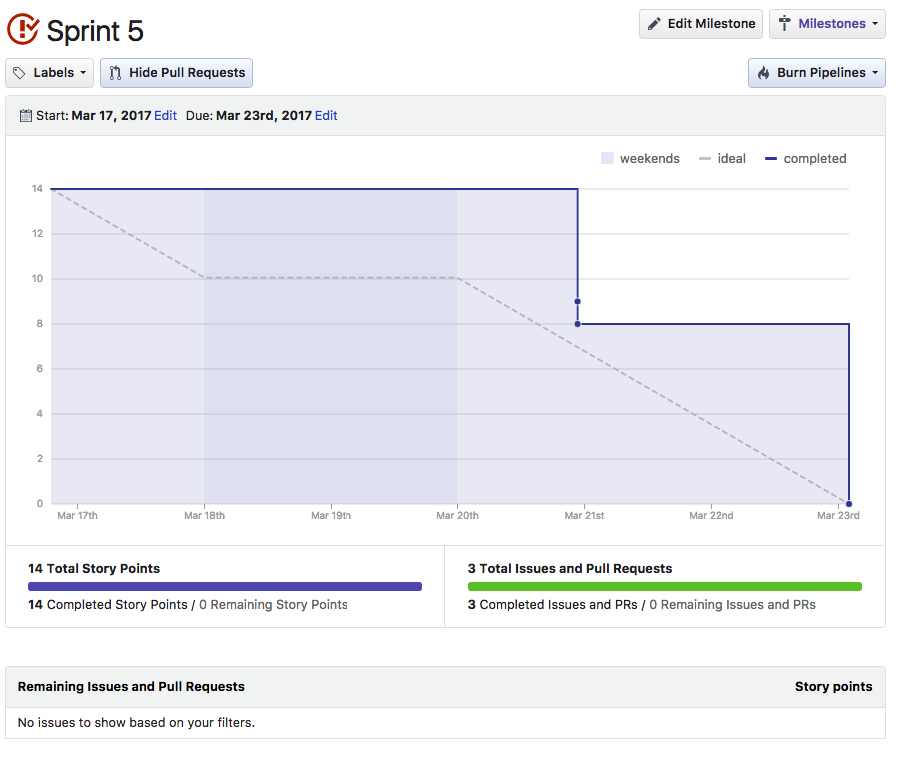 Sprint 5
Edit Milestone
Milestones
Labels
Hide Pull Requests
Burn Pipelines
Start: Mar 17, 2017 Edit Due: Mar 23rd, 2017 Edit
weekends ideal completed
14
12
10
8
6
4
2
0
Mar 17th Mar 18th Mar 19th Mar 20th Mar 21st Mar 22nd Mar 23rd
14 Total Story Points
14 Completed Story Points / 0 Remaining Story Points
3 Total Issues and Pull Requests
3 Completed Issues and PRs / 0 Remaining Issues and PRs
Remaining Issues and Pull Requests Story points
No issues to show based on your filters.